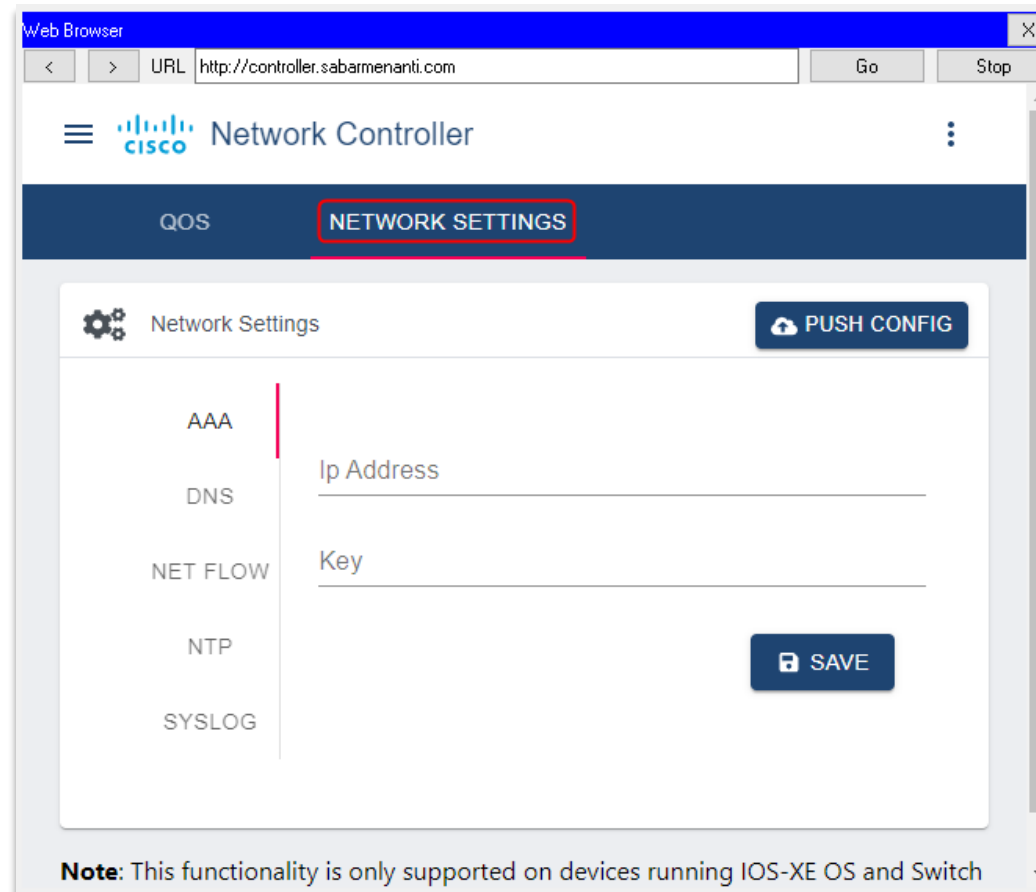 Web Browser X
< > URL http://controller.sabarmenanti.com Go Stop
CISCO Network Controller
QOS NETWORK SETTINGS
Network Settings PUSH CONFIG
AAA
Ip Address
DNS
Key
NET FLOW
NTP
SAVE
SYSLOG
Note: This functionality is only supported on devices running IOS-XE OS and Switch